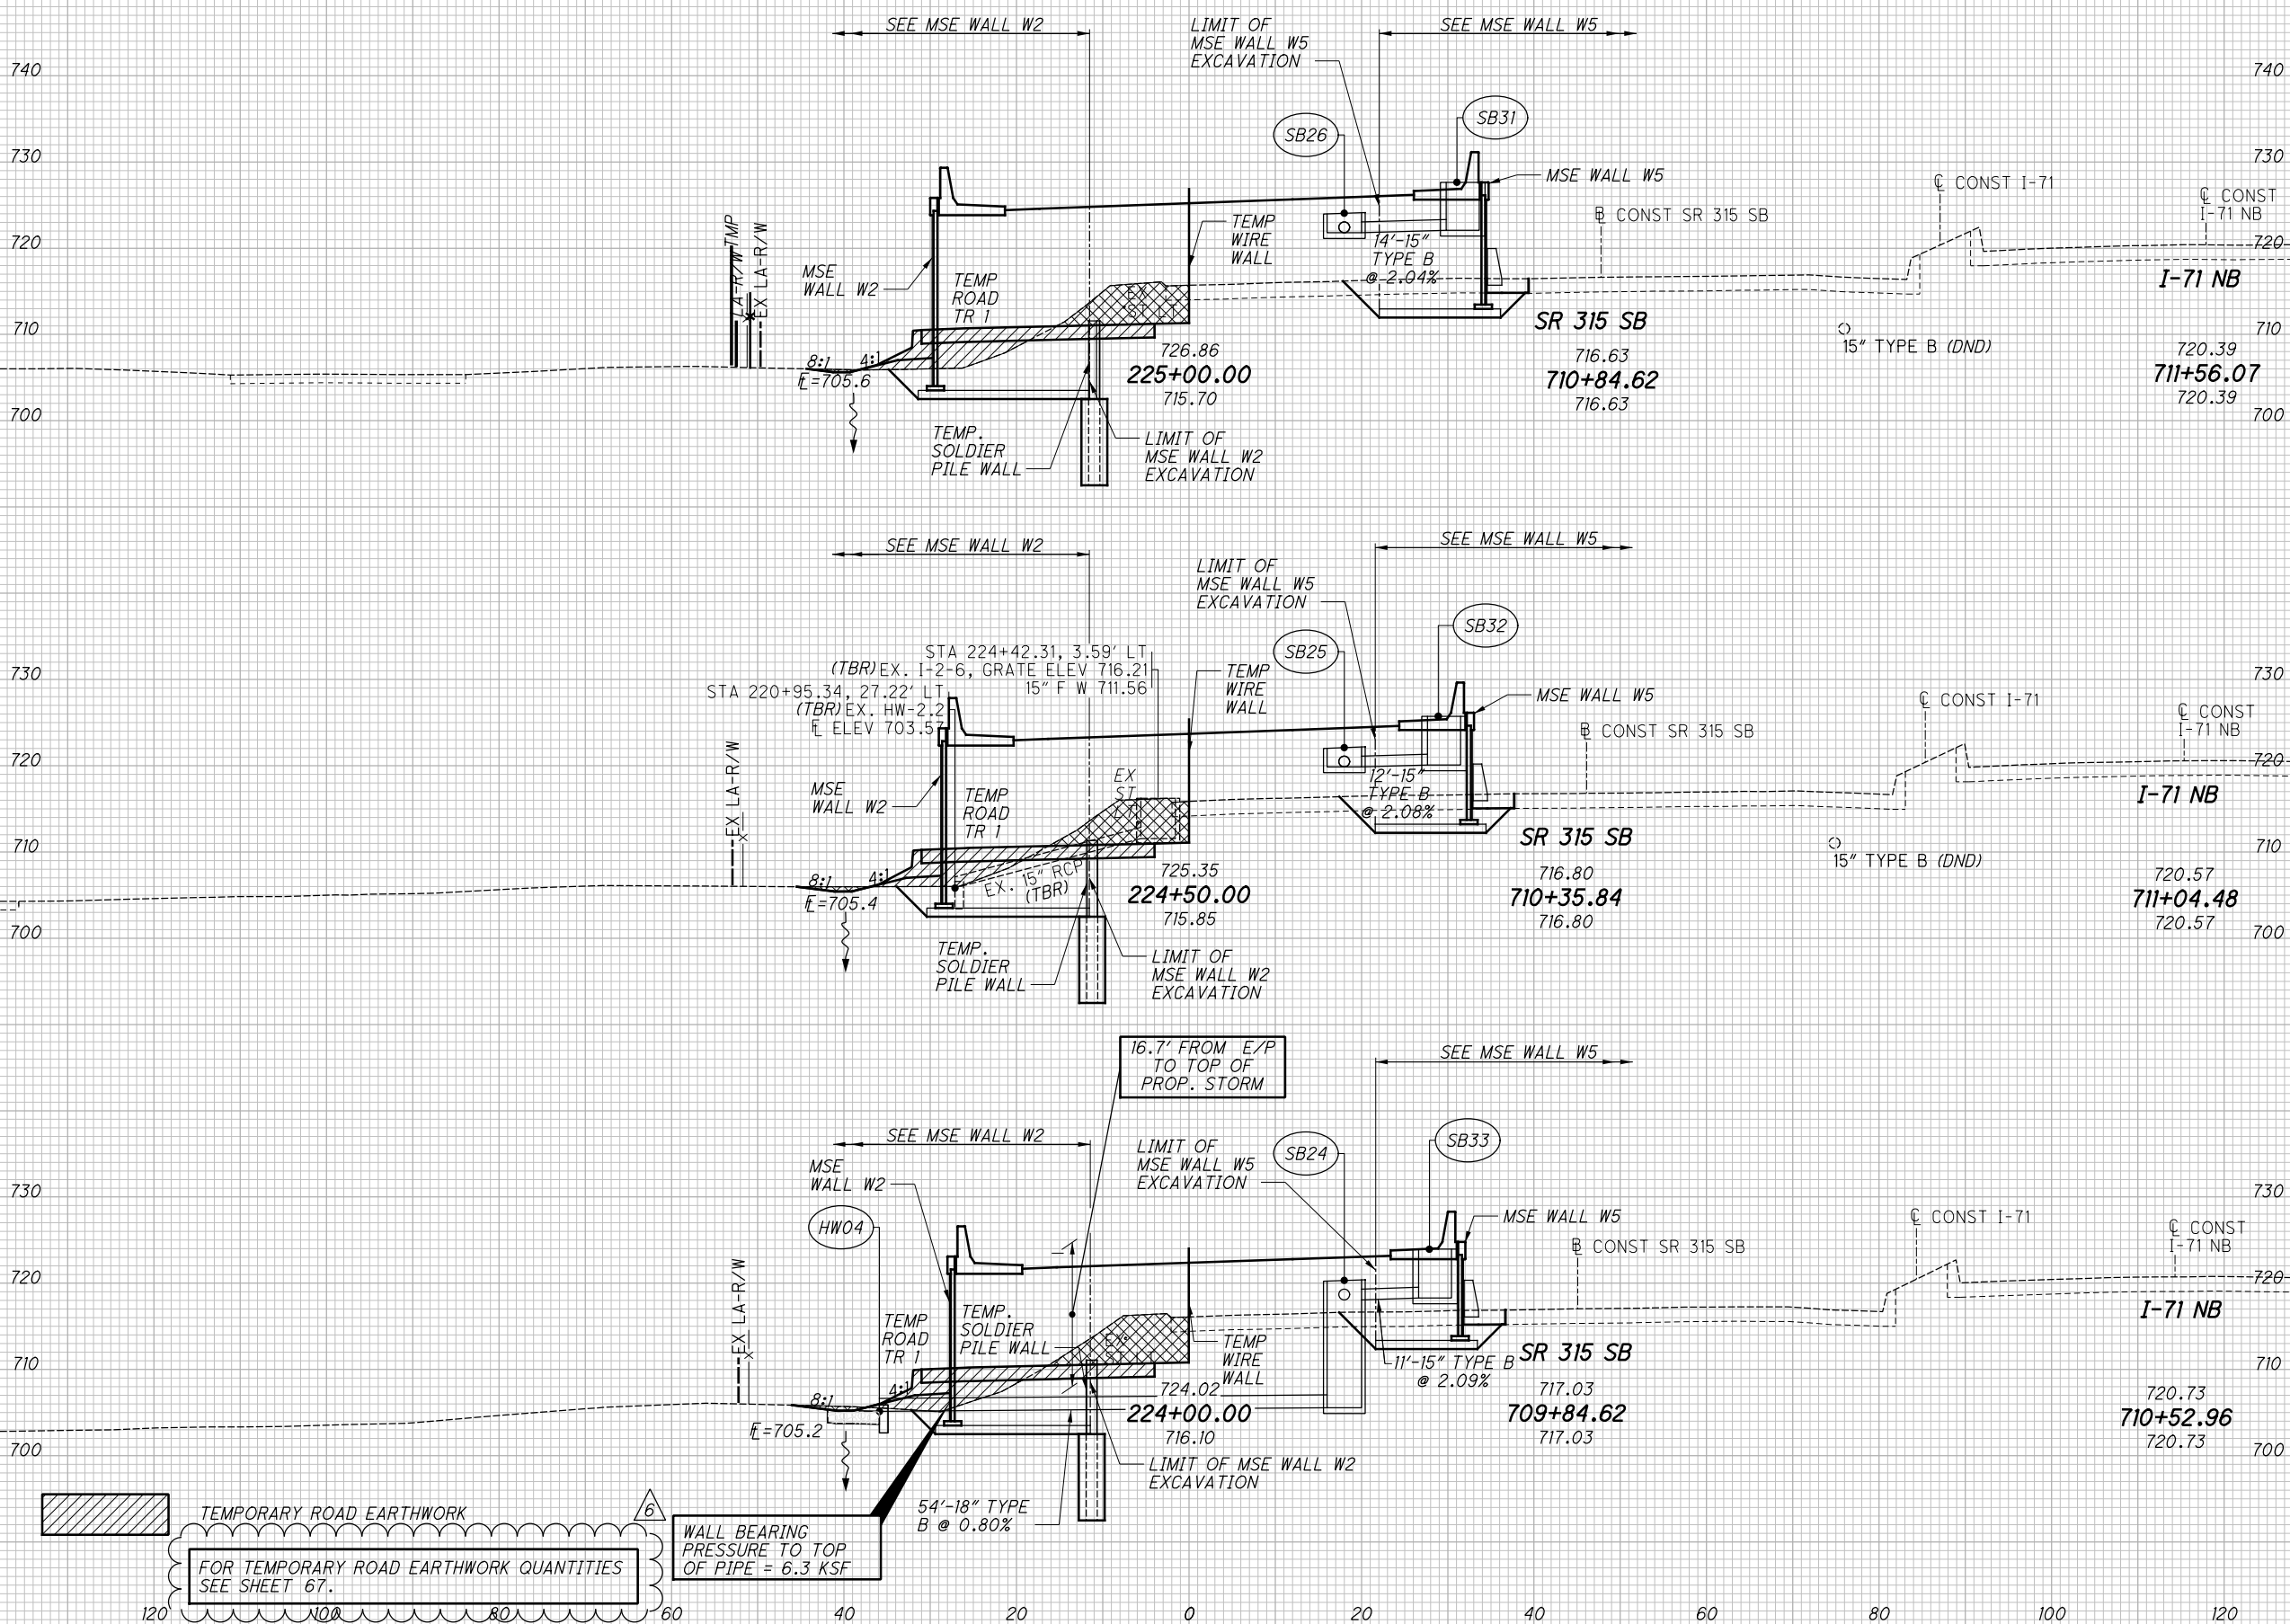 SEE MSE WALL W2
LIMIT OF
MSE WALL W5
EXCAVATION
SEE MSE WALL W5
740
740
SB26
SB31
730
730
MSE WALL W5
℄ CONST I-71
℄ CONST
I-71 NB
LA-R/W TMP
EX LA-R/W
TEMP
WIRE
WALL
B CONST SR 315 SB
720
720
MSE
WALL W2
TEMP
ROAD
TR 1
14'-15"
TYPE B
@ 2.04%
I-71 NB
EX
ST LT
710
710
SR 315 SB
15" TYPE B (DND)
8:1
4:1
FL=705.6
726.86
225+00.00
715.70
716.63
710+84.62
716.63
720.39
711+56.07
720.39
700
700
TEMP.
SOLDIER
PILE WALL
LIMIT OF
MSE WALL W2
EXCAVATION
SEE MSE WALL W2
SEE MSE WALL W5
LIMIT OF
MSE WALL W5
EXCAVATION
SB25
SB32
STA 224+42.31, 3.59' LT
(TBR) EX. I-2-6, GRATE ELEV 716.21
15" F W 711.56
730
730
STA 220+95.34, 27.22' LT
(TBR) EX. HW-2.2
FL ELEV 703.57
TEMP
WIRE
WALL
MSE WALL W5
℄ CONST I-71
℄ CONST
I-71 NB
B CONST SR 315 SB
EX LA-R/W
720
720
MSE
WALL W2
TEMP
ROAD
TR 1
EX
ST
LT
12'-15"
TYPE B
@ 2.08%
I-71 NB
710
710
SR 315 SB
15" TYPE B (DND)
8:1
4:1
FL=705.4
EX. 15" RCP
(TBR)
725.35
224+50.00
715.85
716.80
710+35.84
716.80
720.57
711+04.48
720.57
700
700
TEMP.
SOLDIER
PILE WALL
LIMIT OF
MSE WALL W2
EXCAVATION
16.7' FROM E/P
TO TOP OF
PROP. STORM
SEE MSE WALL W5
SEE MSE WALL W2
LIMIT OF
MSE WALL W5
EXCAVATION
SB24
SB33
MSE
WALL W2
730
730
HW04
MSE WALL W5
℄ CONST I-71
℄ CONST
I-71 NB
B CONST SR 315 SB
EX LA-R/W
720
720
TEMP
ROAD
TR 1
TEMP.
SOLDIER
PILE WALL
TEMP
WIRE
WALL
I-71 NB
EX.
710
710
11'-15" TYPE B
@ 2.09%
SR 315 SB
8:1
4:1
FL=705.2
724.02
224+00.00
716.10
717.03
709+84.62
717.03
720.73
710+52.96
720.73
700
700
LIMIT OF MSE WALL W2
EXCAVATION
54'-18" TYPE
B @ 0.80%
TEMPORARY ROAD EARTHWORK
6
FOR TEMPORARY ROAD EARTHWORK QUANTITIES
SEE SHEET 67.
WALL BEARING
PRESSURE TO TOP
OF PIPE = 6.3 KSF
120 100 80 60 40 20 0 20 40 60 80 100 120